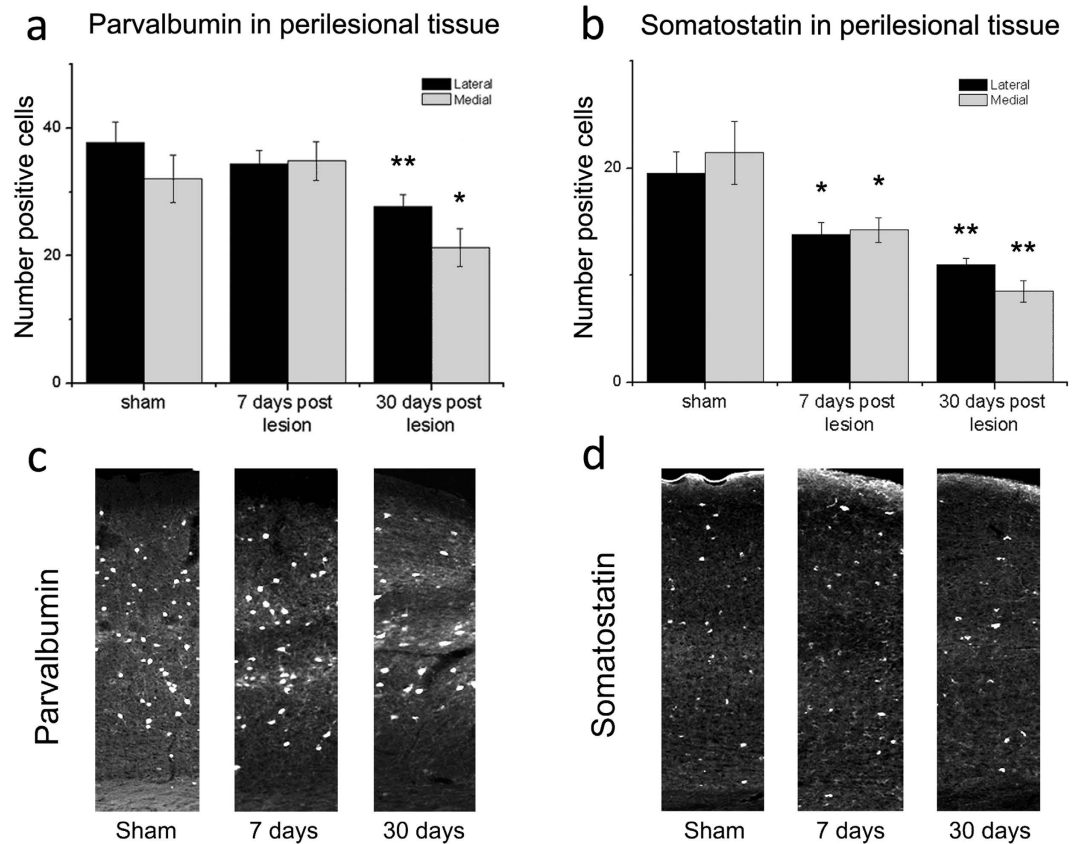 a Parvalbumin in perilesional tissue
Number positive cells
40
20
0
Lateral
Medial
**
*
sham
7 days post
lesion
30 days post
lesion
b Somatostatin in perilesional tissue
Number positive cells
20
0
Lateral
Medial
*
*
**
**
sham
7 days post
lesion
30 days post
lesion
c
Parvalbumin
Sham
7 days
30 days
d
Somatostatin
Sham
7 days
30 days